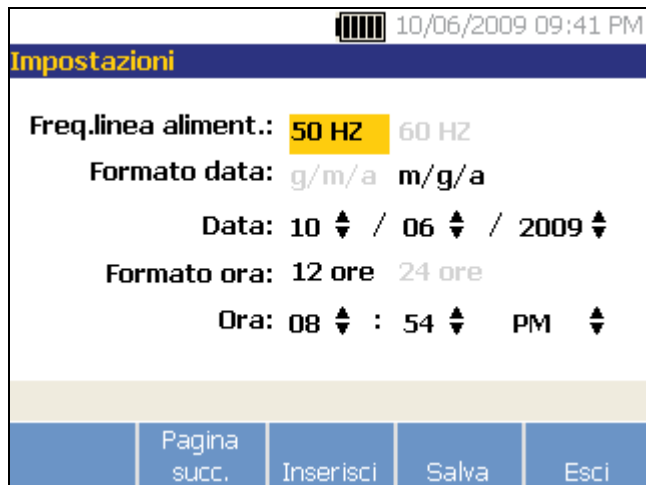 10/06/2009 09:41 PM
Impostazioni
Freq.linea aliment.: 50 HZ 60 HZ
Formato data: g/m/a m/g/a
Data: 10 / 06 / 2009
Formato ora: 12 ore 24 ore
Ora: 08 : 54 PM
Pagina succ. Inserisci Salva Esci